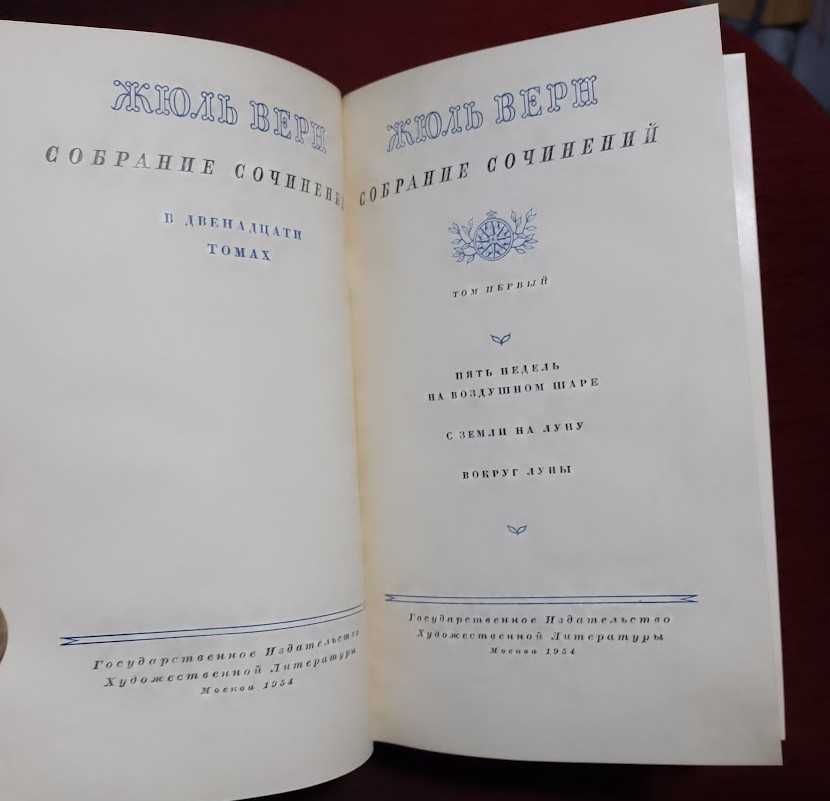 ЖЮЛЬ ВЕРН
СОБРАНИЕ СОЧИНЕНИ
В ДВЕНАДЦАТИ
ТОМАХ
Государственное Издательство
Художественной Литературы
Москва 1954
ЖЮЛЬ ВЕРН
СОБРАНИЕ СОЧИНЕНИЙ
ТОМ ПЕРВЫЙ
ПЯТЬ НЕДЕЛЬ
НА ВОЗДУШНОМ ШАРЕ
С ЗЕМЛИ НА ЛУНУ
ВОКРУГ ЛУНЫ
Государственное Издательство
Художественной Литературы
Москва 1954